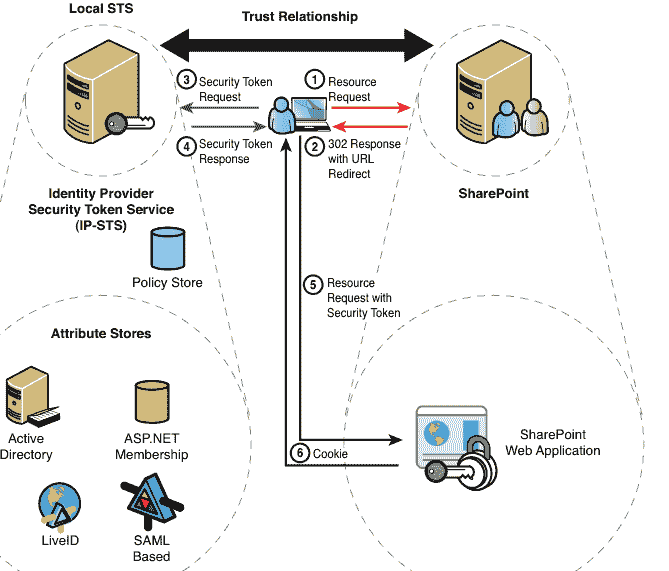 Local STS
Trust Relationship
3 Security Token
Request
1 Resource
Request
4 Security Token
Response
2 302 Response
with URL
Redirect
Identity Provider
Security Token Service
(IP-STS)
SharePoint
Policy Store
5 Resource
Request with
Security Token
Attribute Stores
Active
Directory
ASP.NET
Membership
6 Cookie
SharePoint
Web Application
LiveID
SAML
Based